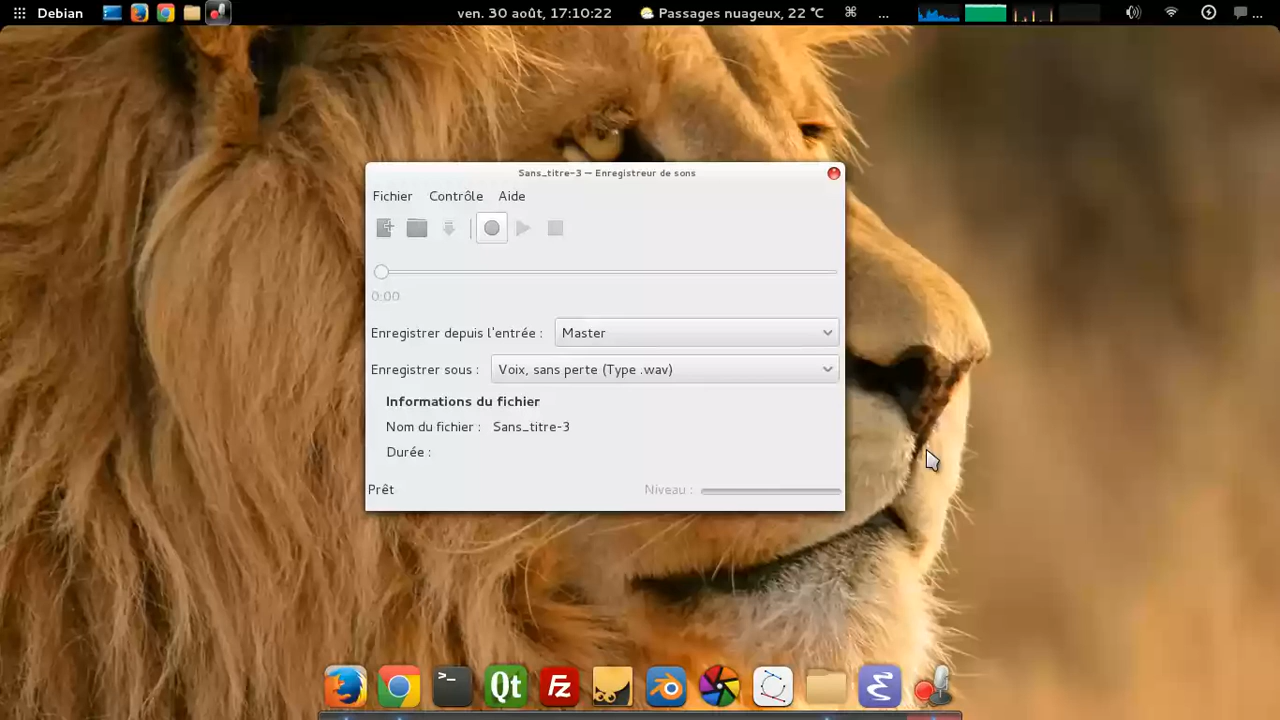 Debian
ven. 30 août, 17:10:22
Passages nuageux, 22 °C
⌘
...
...
Sans_titre-3 — Enregistreur de sons
Fichier Contrôle Aide
0:00
Enregistrer depuis l'entrée : Master
Enregistrer sous : Voix, sans perte (Type .wav)
Informations du fichier
Nom du fichier : Sans_titre-3
Durée :
Prêt
Niveau :
>_
Qt
Fz